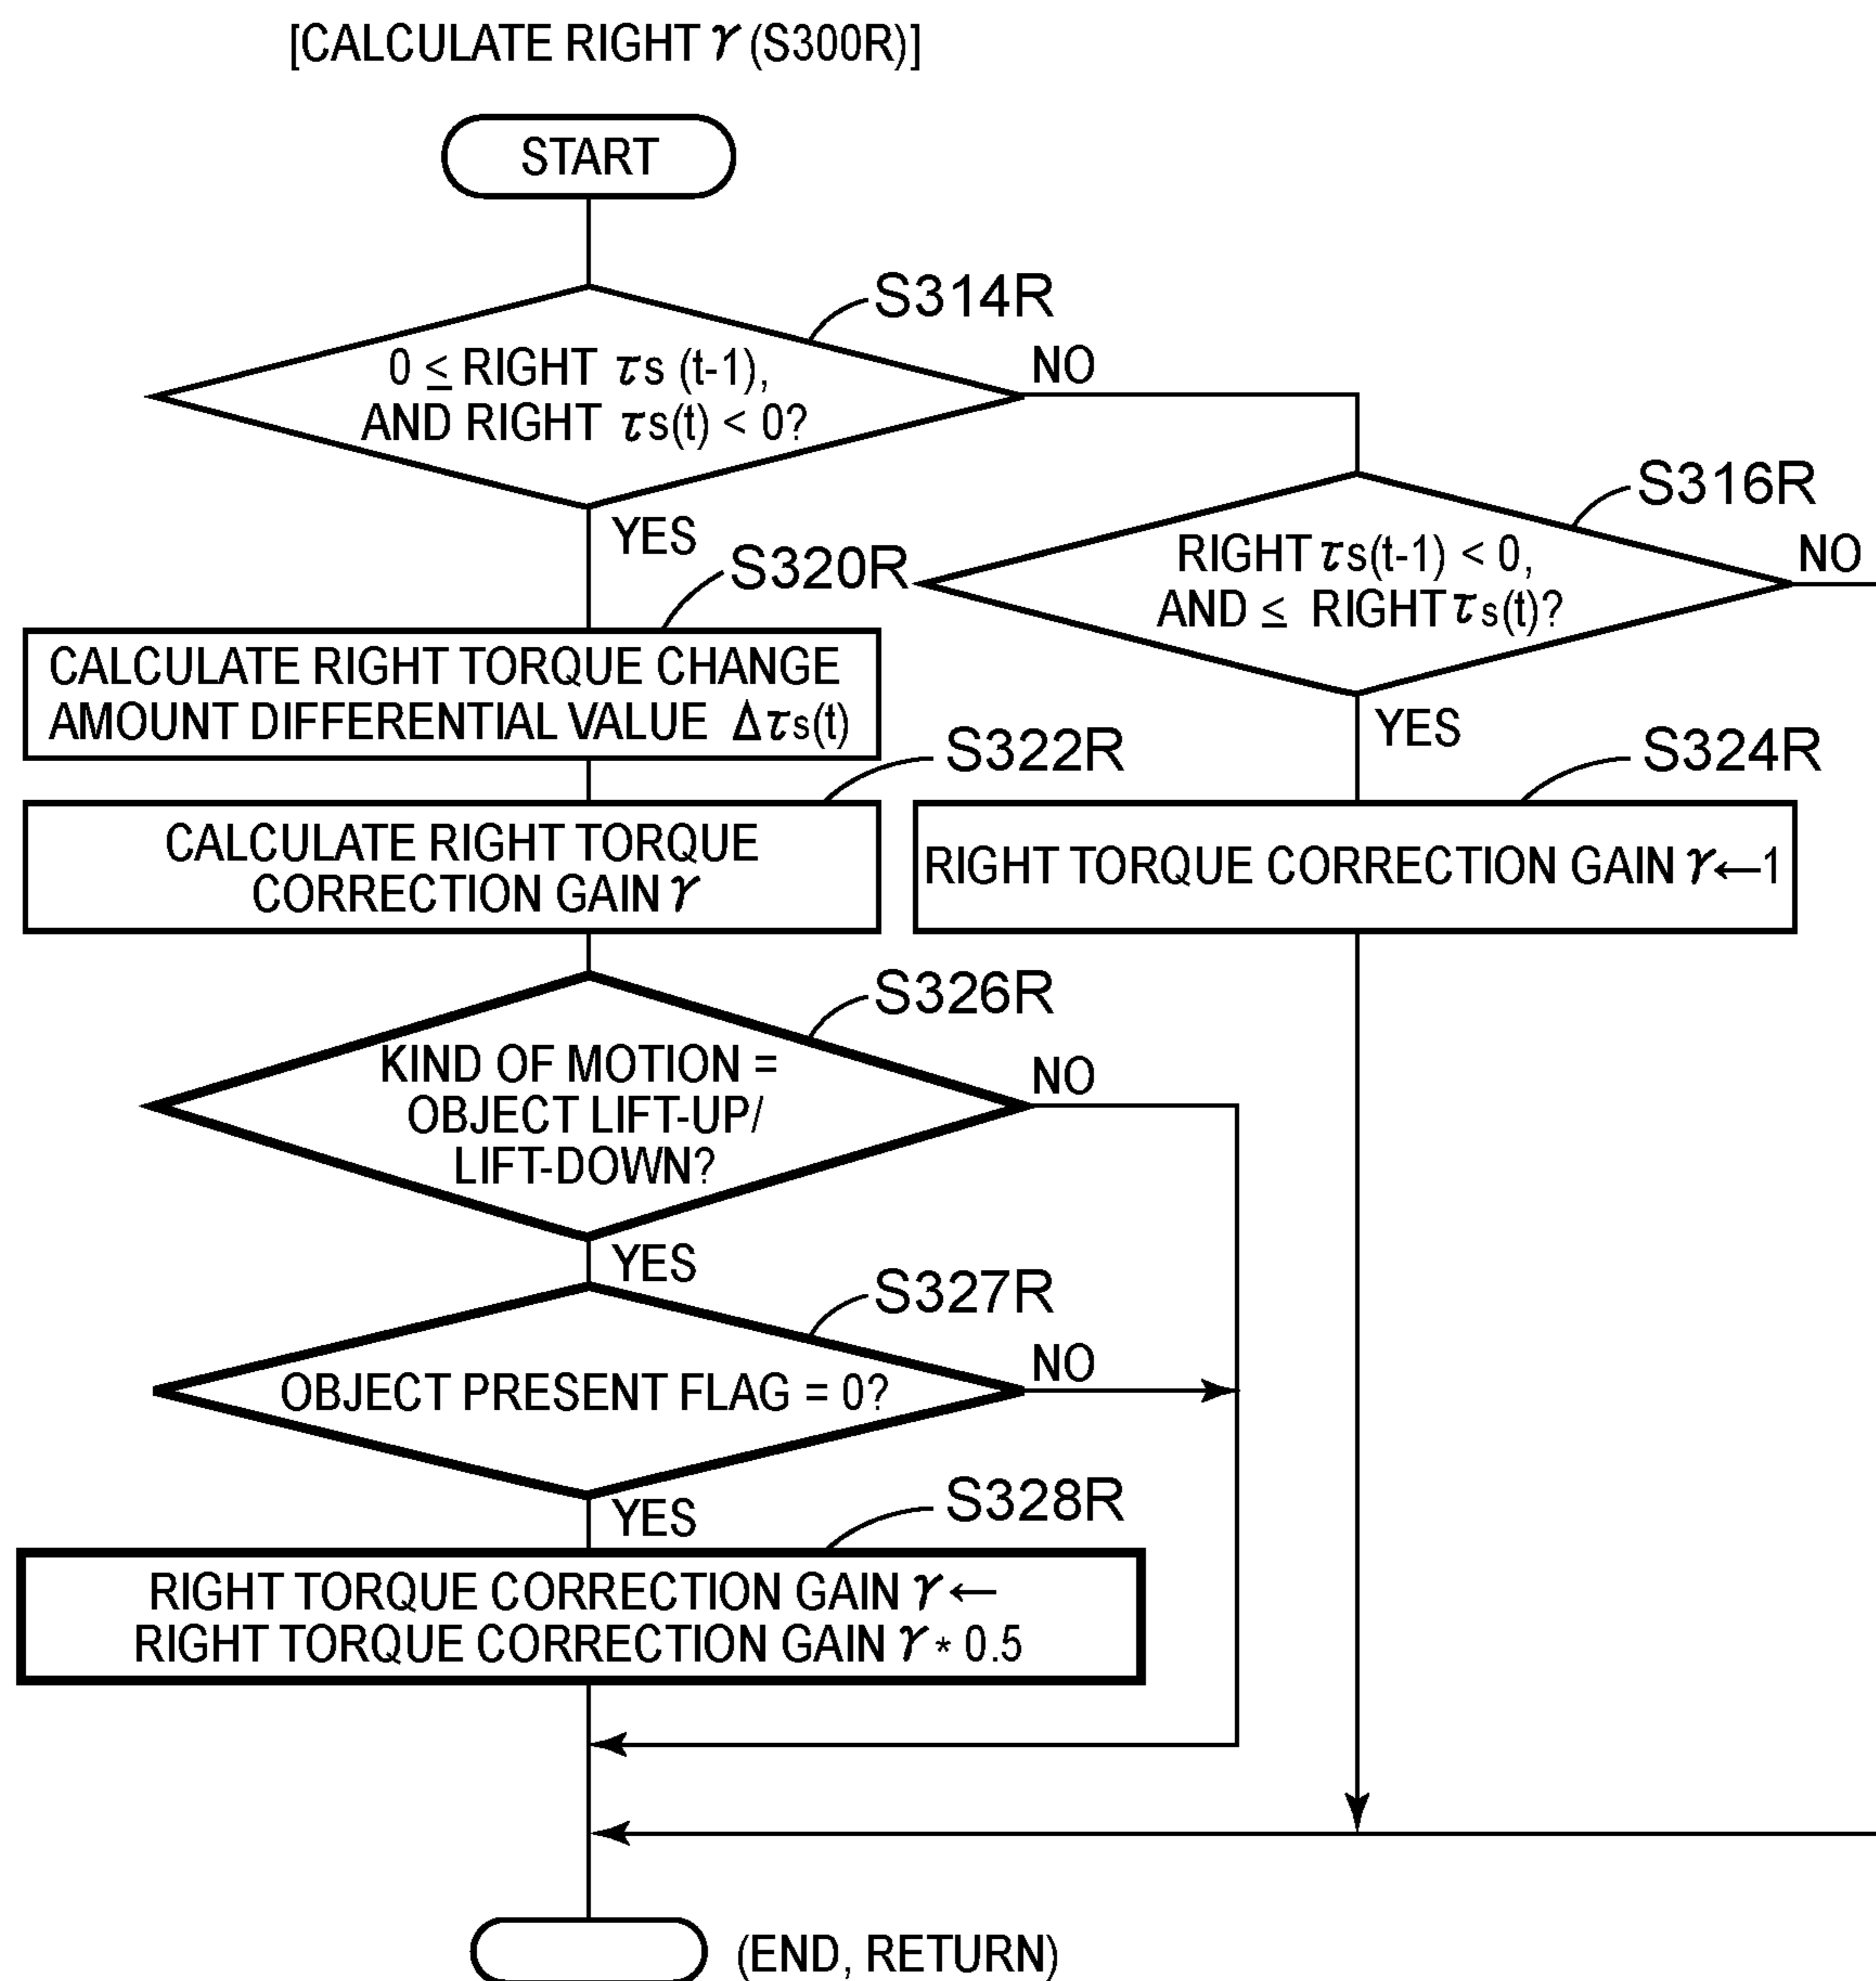 [CALCULATE RIGHT γ (S300R)]
START
S314R
0 ≤ RIGHT τs (t-1),
AND RIGHT τs(t) < 0?
NO
YES
S316R
RIGHT τs(t-1) < 0,
AND ≤ RIGHT τs(t)?
NO
YES
S320R
CALCULATE RIGHT TORQUE CHANGE
AMOUNT DIFFERENTIAL VALUE Δτs(t)
S322R
CALCULATE RIGHT TORQUE
CORRECTION GAIN γ
S324R
RIGHT TORQUE CORRECTION GAIN γ←1
S326R
KIND OF MOTION =
OBJECT LIFT-UP/
LIFT-DOWN?
NO
YES
S327R
OBJECT PRESENT FLAG = 0?
NO
YES
S328R
RIGHT TORQUE CORRECTION GAIN γ ←
RIGHT TORQUE CORRECTION GAIN γ * 0.5
(END, RETURN)